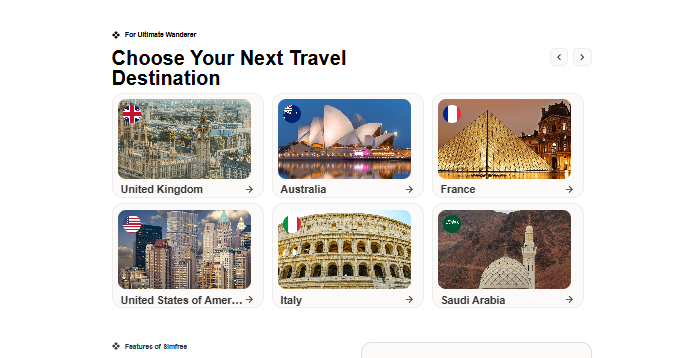 For Ultimate Wanderer
Choose Your Next Travel
Destination
United Kingdom
Australia
France
United States of Amer...
Italy
Saudi Arabia
Features of Simfree